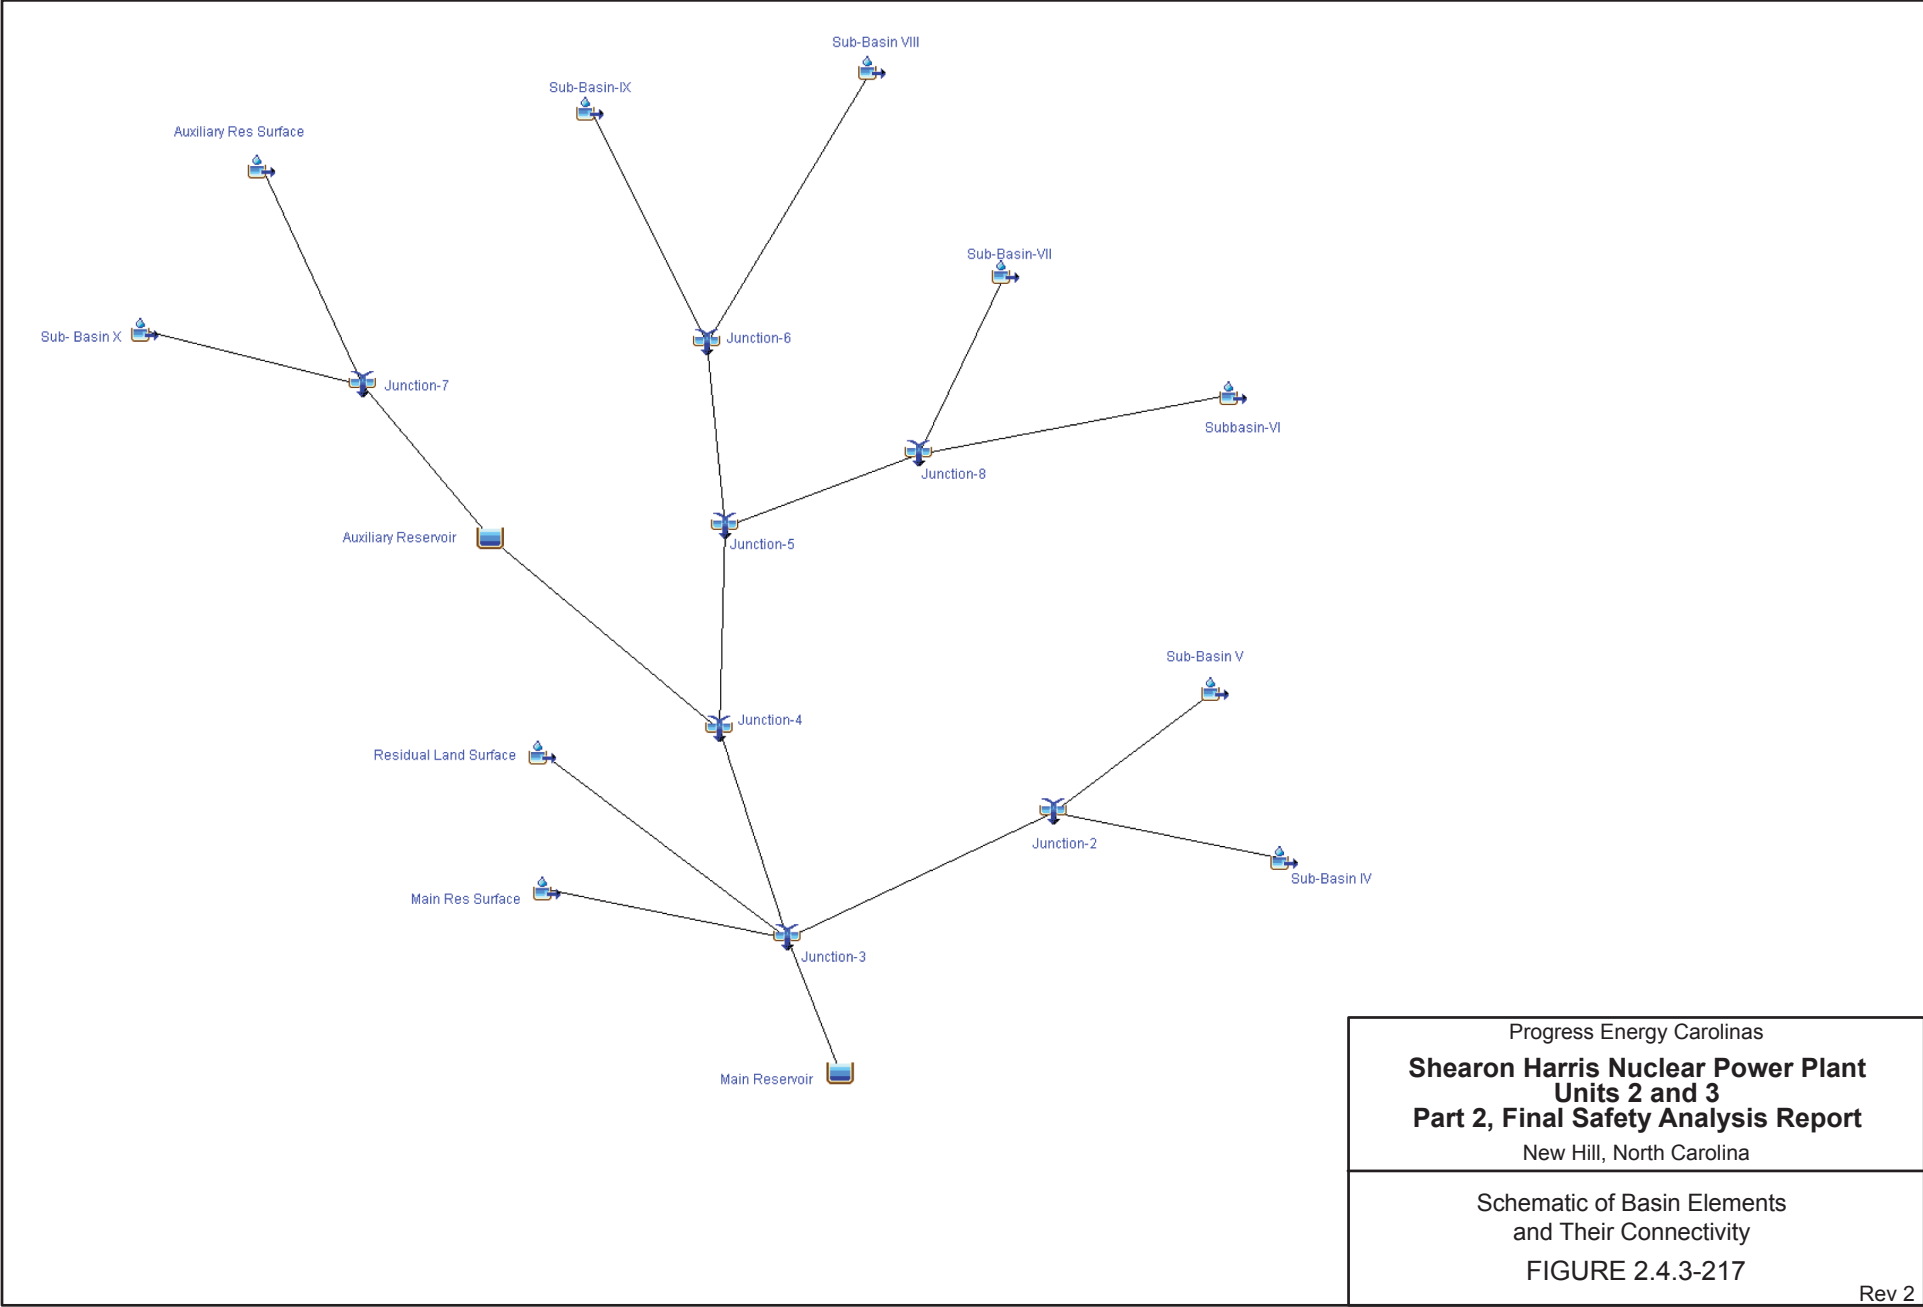 Sub-Basin VIII
Sub-Basin-IX
Auxiliary Res Surface
Sub-Basin-VII
Sub- Basin X
Junction-6
Junction-7
Subbasin-VI
Junction-8
Auxiliary Reservoir
Junction-5
Sub-Basin V
Junction-4
Residual Land Surface
Junction-2
Sub-Basin IV
Main Res Surface
Junction-3
Main Reservoir
Progress Energy Carolinas
Shearon Harris Nuclear Power Plant
Units 2 and 3
Part 2, Final Safety Analysis Report
New Hill, North Carolina
Schematic of Basin Elements
and Their Connectivity
FIGURE 2.4.3-217
Rev 2